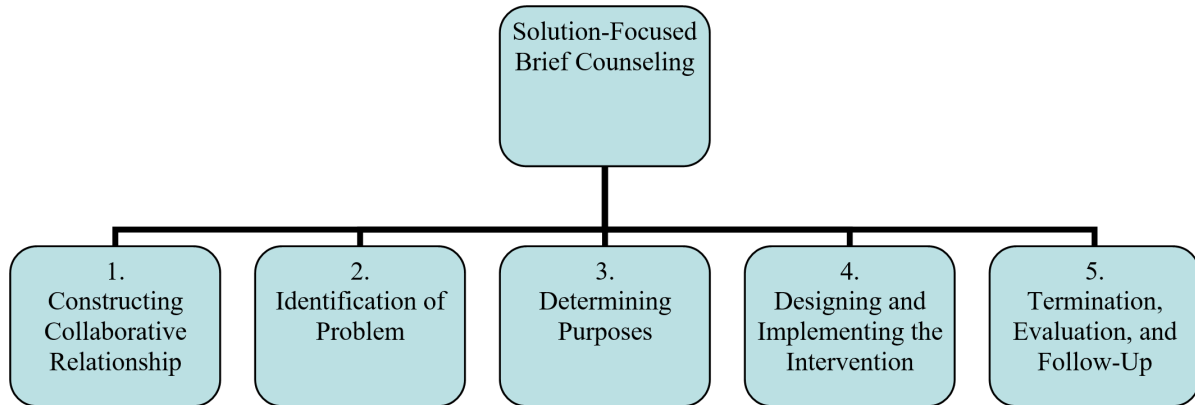 Solution-Focused
Brief Counseling
1.
Constructing
Collaborative
Relationship
2.
Identification of
Problem
3.
Determining
Purposes
4.
Designing and
Implementing the
Intervention
5.
Termination,
Evaluation, and
Follow-Up